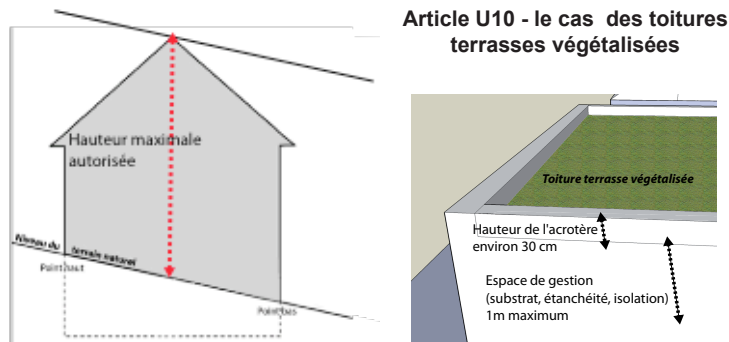 Article U10 - le cas  des toitures
terrasses végétalisées
Hauteur maximale
autorisée
Niveau du terrain naturel
Point haut
Point bas
Toiture terrasse végétalisée
Hauteur de l'acrotère
environ 30 cm
Espace de gestion
(substrat, étanchéité, isolation)
1m maximum